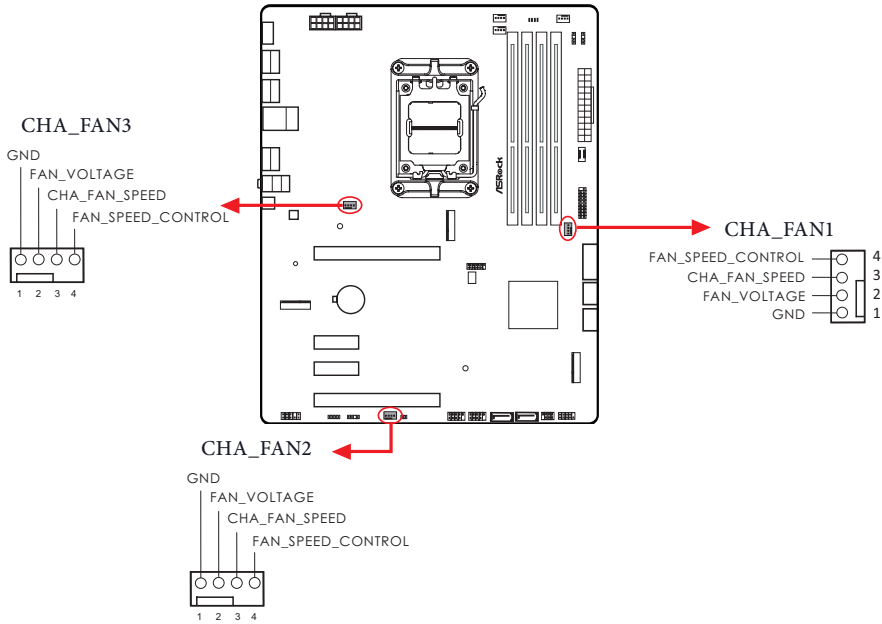 CHA_FAN3
GND
FAN_VOLTAGE
CHA_FAN_SPEED
FAN_SPEED_CONTROL
1 2 3 4
ASRock
CHA_FAN1
FAN_SPEED_CONTROL 4
CHA_FAN_SPEED 3
FAN_VOLTAGE 2
GND 1
CHA_FAN2
GND
FAN_VOLTAGE
CHA_FAN_SPEED
FAN_SPEED_CONTROL
1 2 3 4